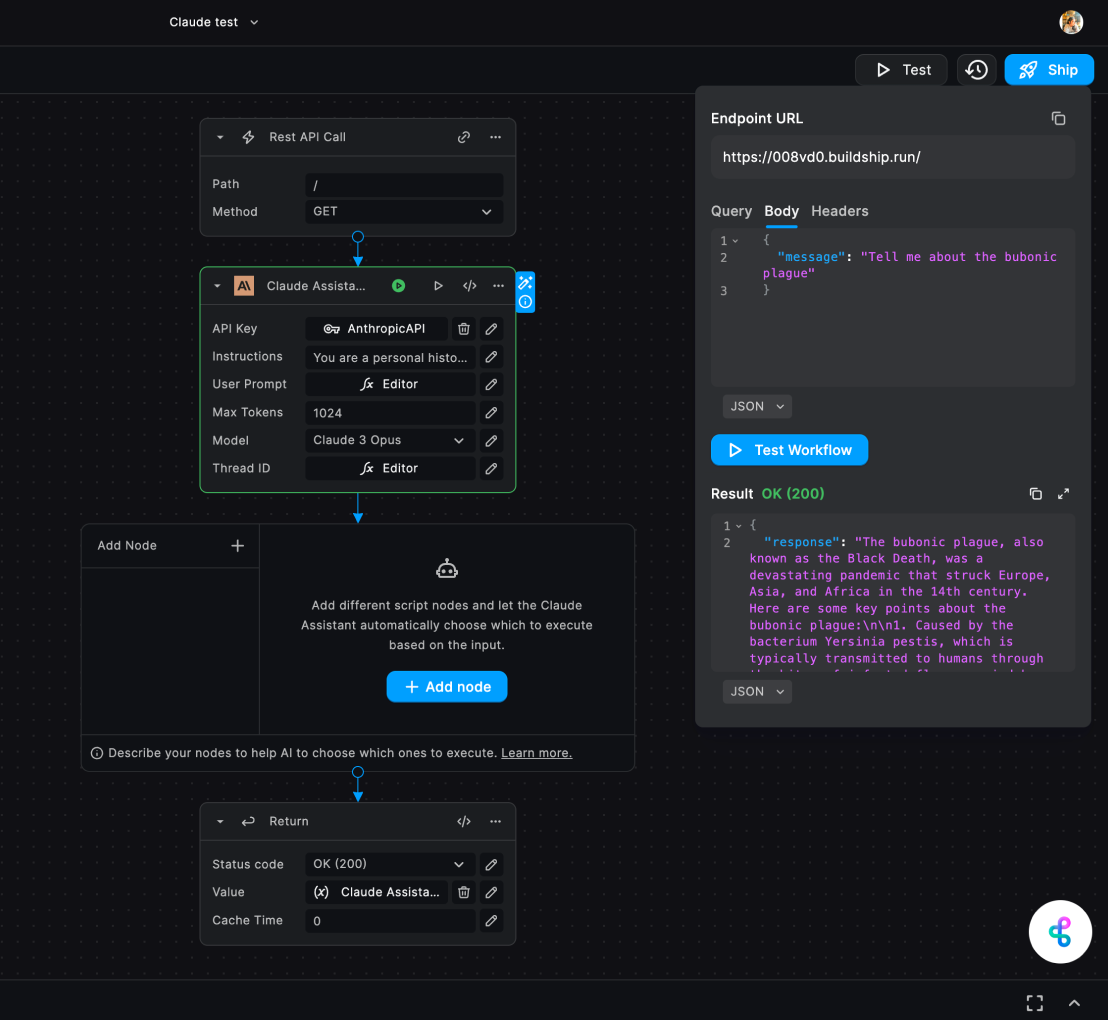 Claude test
Test
Ship
Rest API Call
Path
/
Method
GET
Claude Assista...
API Key
AnthropicAPI
Instructions
You are a personal histo...
User Prompt
fx Editor
Max Tokens
1024
Model
Claude 3 Opus
Thread ID
fx Editor
Add Node
Add different script nodes and let the Claude
Assistant automatically choose which to execute
based on the input.
Add node
Describe your nodes to help AI to choose which ones to execute. Learn more.
Return
Status code
OK (200)
Value
(x) Claude Assista...
Cache Time
0
Endpoint URL
https://008vd0.buildship.run/
Query Body Headers
1 {
2 "message": "Tell me about the bubonic
plague"
3 }
JSON
Test Workflow
Result OK (200)
1 {
2 "response": "The bubonic plague, also
known as the Black Death, was a
devastating pandemic that struck Europe,
Asia, and Africa in the 14th century.
Here are some key points about the
bubonic plague:\n\n1. Caused by the
bacterium Yersinia pestis, which is
typically transmitted to humans through
JSON